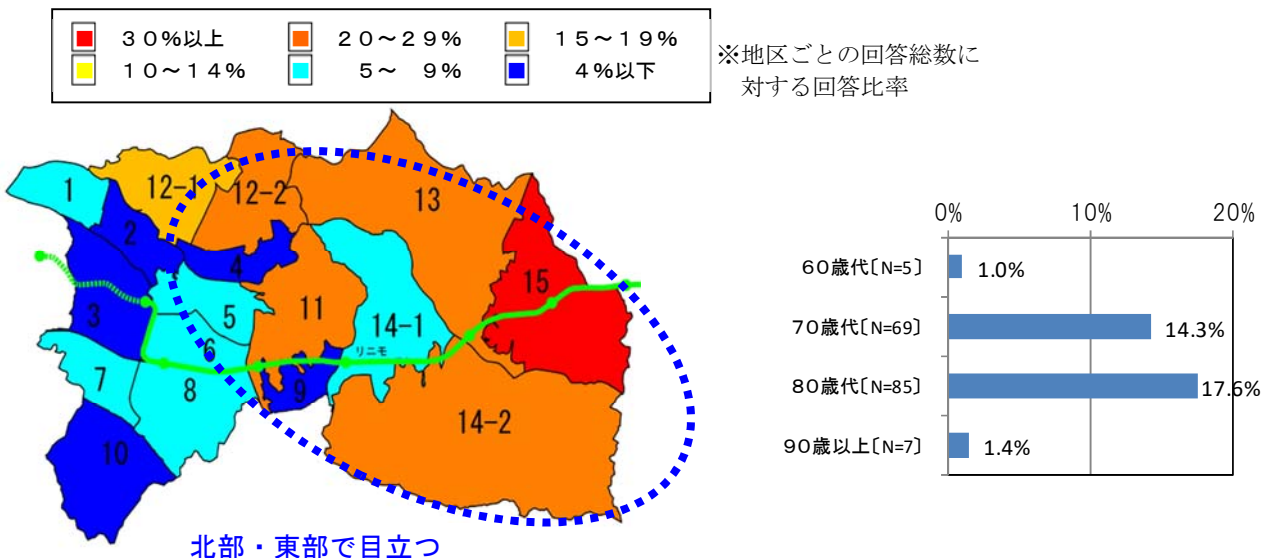 ３０%以上 ２０～２９% １５～１９%
１０～１４% ５～ ９% ４%以下
※地区ごとの回答総数に
対する回答比率
1
12-1
12-2
13
2
4
15
3
5
11
14-1
6
リニモ
7
8
9
14-2
10
北部・東部で目立つ
0% 10% 20%
60歳代〔N=5〕 1.0%
70歳代〔N=69〕 14.3%
80歳代〔N=85〕 17.6%
90歳以上〔N=7〕 1.4%